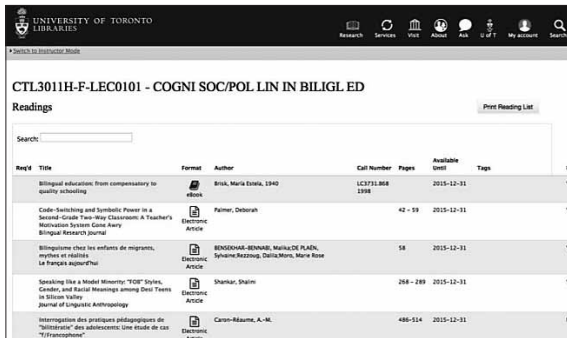 UNIVERSITY OF TORONTO
LIBRARIES
Research Services Visit About Ask U of T My account Search
Switch to Instructor Mode
CTL3011H-F-LEC0101 - COGNI SOC/POL LIN IN BILIGL ED
Readings
Print Reading List
Search:
Req'd Title Format Author Call Number Pages Available Until Tags
Bilingual education: from compensatory to
quality schooling
eBook
Brisk, María Estela, 1940
LC3731.B68
1998
2015-12-31
Code-Switching and Symbolic Power in a
Second-Grade Two-Way Classroom: A Teacher's
Motivation System Gone Awry
Bilingual Research Journal
Electronic
Article
Palmer, Deborah
42 - 59
2015-12-31
Bilinguisme chez les enfants de migrants,
mythes et réalités
Le français aujourd'hui
Electronic
Article
BENSEKHAR-BENNABI, Malika;DE PLAËN,
Sylvaine;Rezzoug, Dalila;Moro, Marie Rose
58
2015-12-31
Speaking like a Model Minority: "FOB" Styles,
Gender, and Racial Meanings among Desi Teens
in Silicon Valley
Journal of Linguistic Anthropology
Electronic
Article
Shankar, Shalini
268 - 289
2015-12-31
Interrogation des pratiques pédagogiques de
"bilittératie" des adolescents: Une étude de cas
"f/Francophone"
Electronic
Article
Caron-Réaume, A.-M.
486-514
2015-12-31